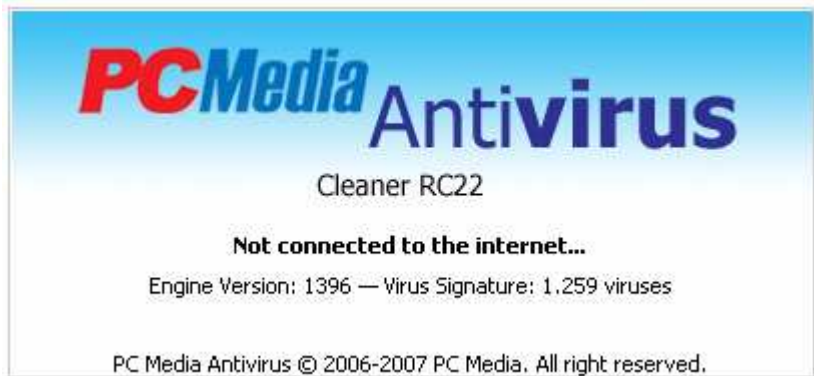 PCMedia Antivirus
Cleaner RC22
Not connected to the internet...
Engine Version: 1396 — Virus Signature: 1.259 viruses
PC Media Antivirus © 2006-2007 PC Media. All right reserved.